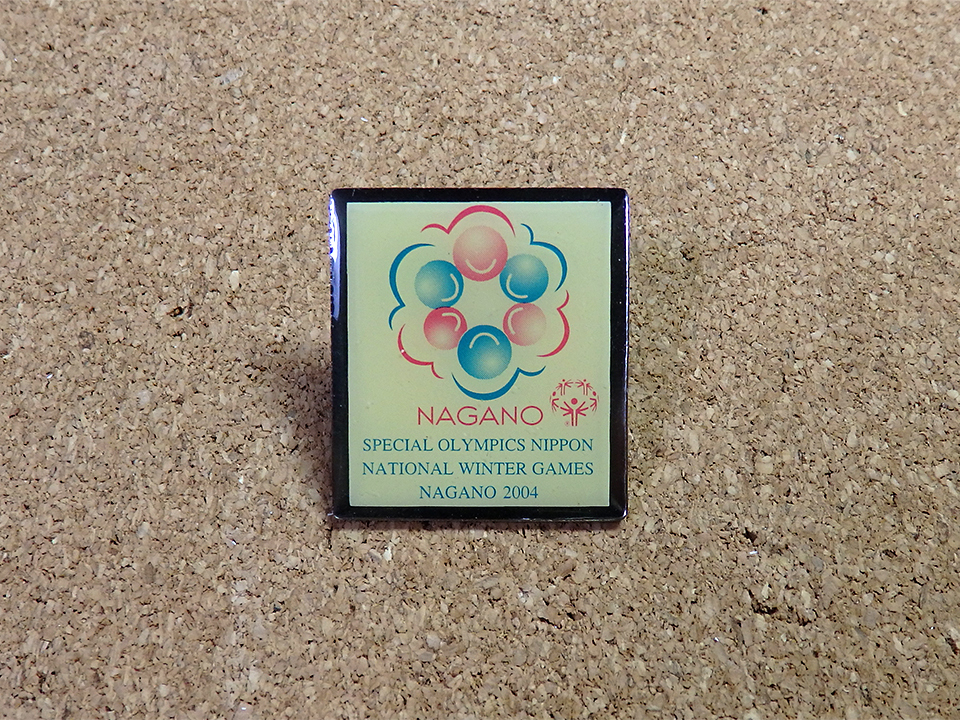 NAGANO
SPECIAL OLYMPICS NIPPON
NATIONAL WINTER GAMES
NAGANO 2004